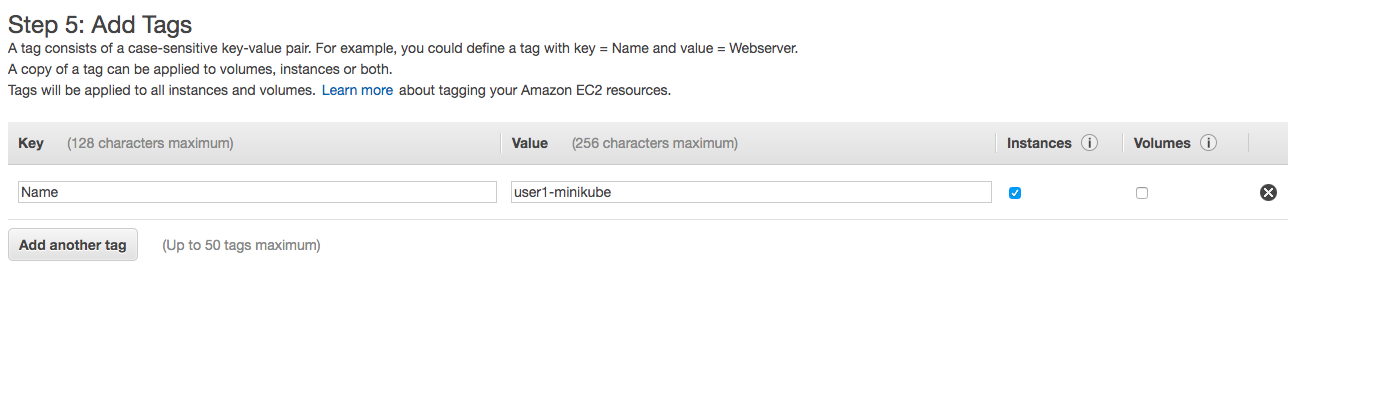 Step 5: Add Tags
A tag consists of a case-sensitive key-value pair. For example, you could define a tag with key = Name and value = Webserver.
A copy of a tag can be applied to volumes, instances or both.
Tags will be applied to all instances and volumes. Learn more about tagging your Amazon EC2 resources.
Key (128 characters maximum) Value (256 characters maximum) Instances i Volumes i
Name user1-minikube
Add another tag (Up to 50 tags maximum)